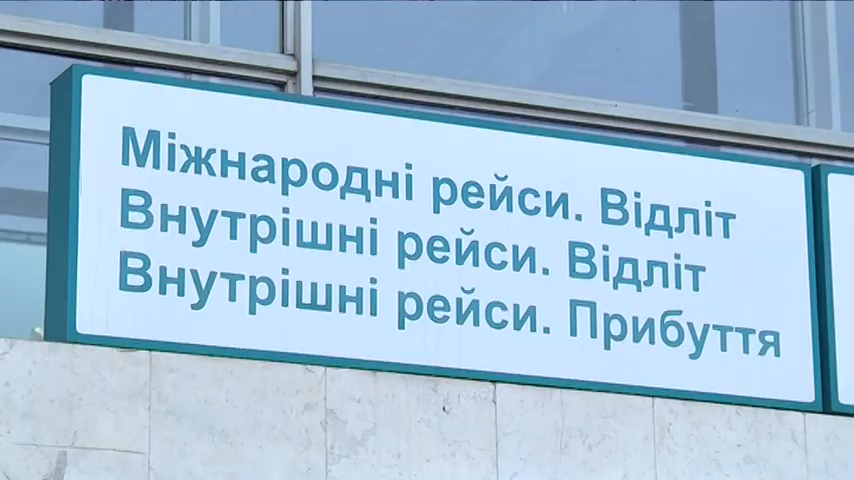 Міжнародні рейси. Відліт
Внутрішні рейси. Відліт
Внутрішні рейси. Прибуття